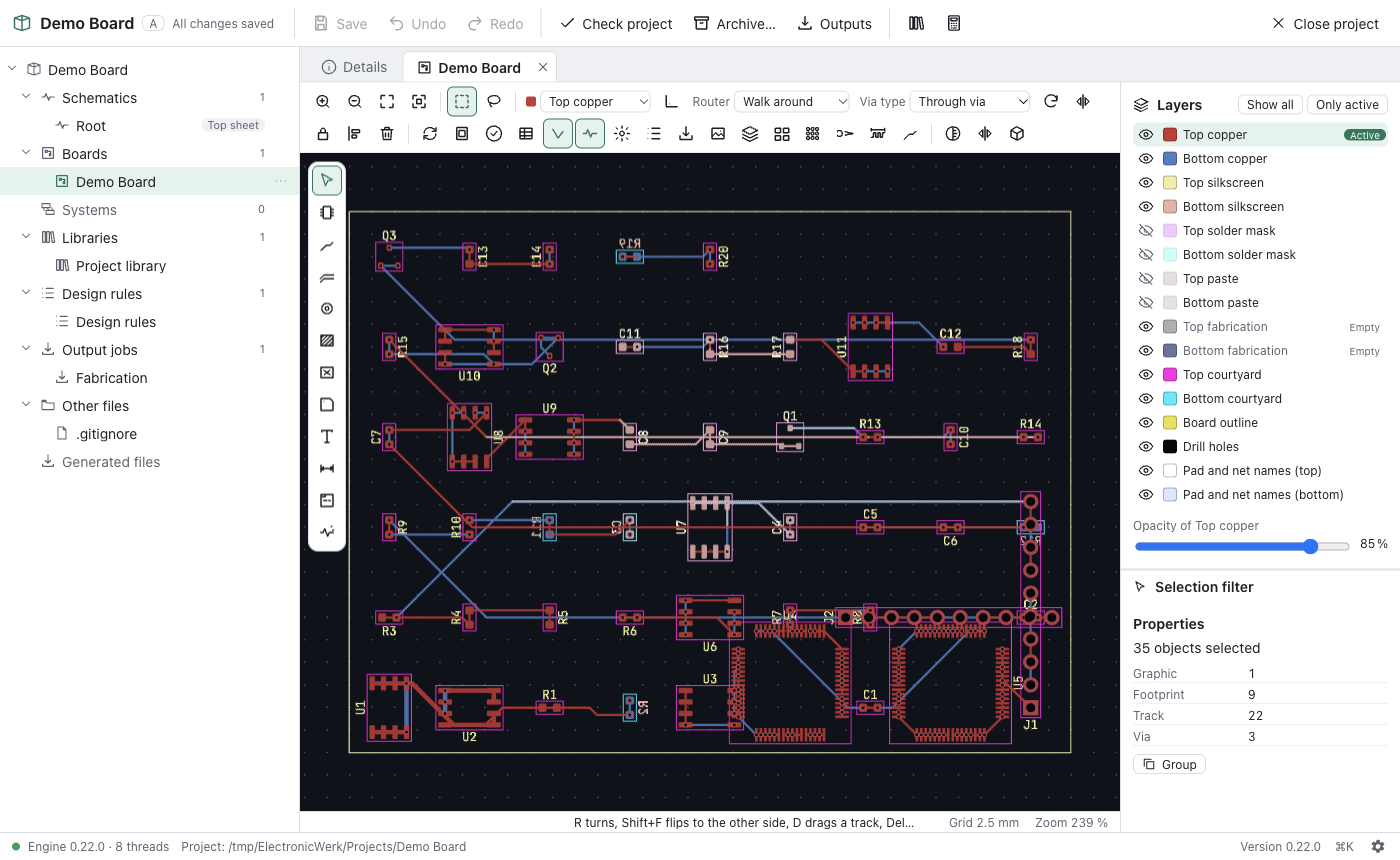 Demo Board A All changes saved Save Undo Redo Check project Archive... Outputs Close project
Demo Board
Schematics 1
Root Top sheet
Boards 1
Demo Board ...
Systems 0
Libraries 1
Project library
Design rules 1
Design rules
Output jobs 1
Fabrication
Other files
.gitignore
Generated files
Details Demo Board
Top copper Router Walk around Via type Through via
Q3 C13 C14 R19 R20
R15 U10 Q2 C11 R16 R17 U11 C12 R18
C7 U8 U9 C8 C9 Q1 R13 C10 R14
R9 R10 U7 C5 C6
R3 R4 R5 R6 U6 R7 J2 R8 C2
U1 U2 R1 R2 U3 C1 U5 J1
Layers Show all Only active
Top copper Active
Bottom copper
Top silkscreen
Bottom silkscreen
Top solder mask
Bottom solder mask
Top paste
Bottom paste
Top fabrication Empty
Bottom fabrication Empty
Top courtyard
Bottom courtyard
Board outline
Drill holes
Pad and net names (top)
Pad and net names (bottom)
Opacity of Top copper
85 %
Selection filter
Properties
35 objects selected
Graphic 1
Footprint 9
Track 22
Via 3
Group
R turns, Shift+F flips to the other side, D drags a track, Del... Grid 2.5 mm Zoom 239 %
Engine 0.22.0 · 8 threads Project: /tmp/ElectronicWerk/Projects/Demo Board Version 0.22.0 ⌘K